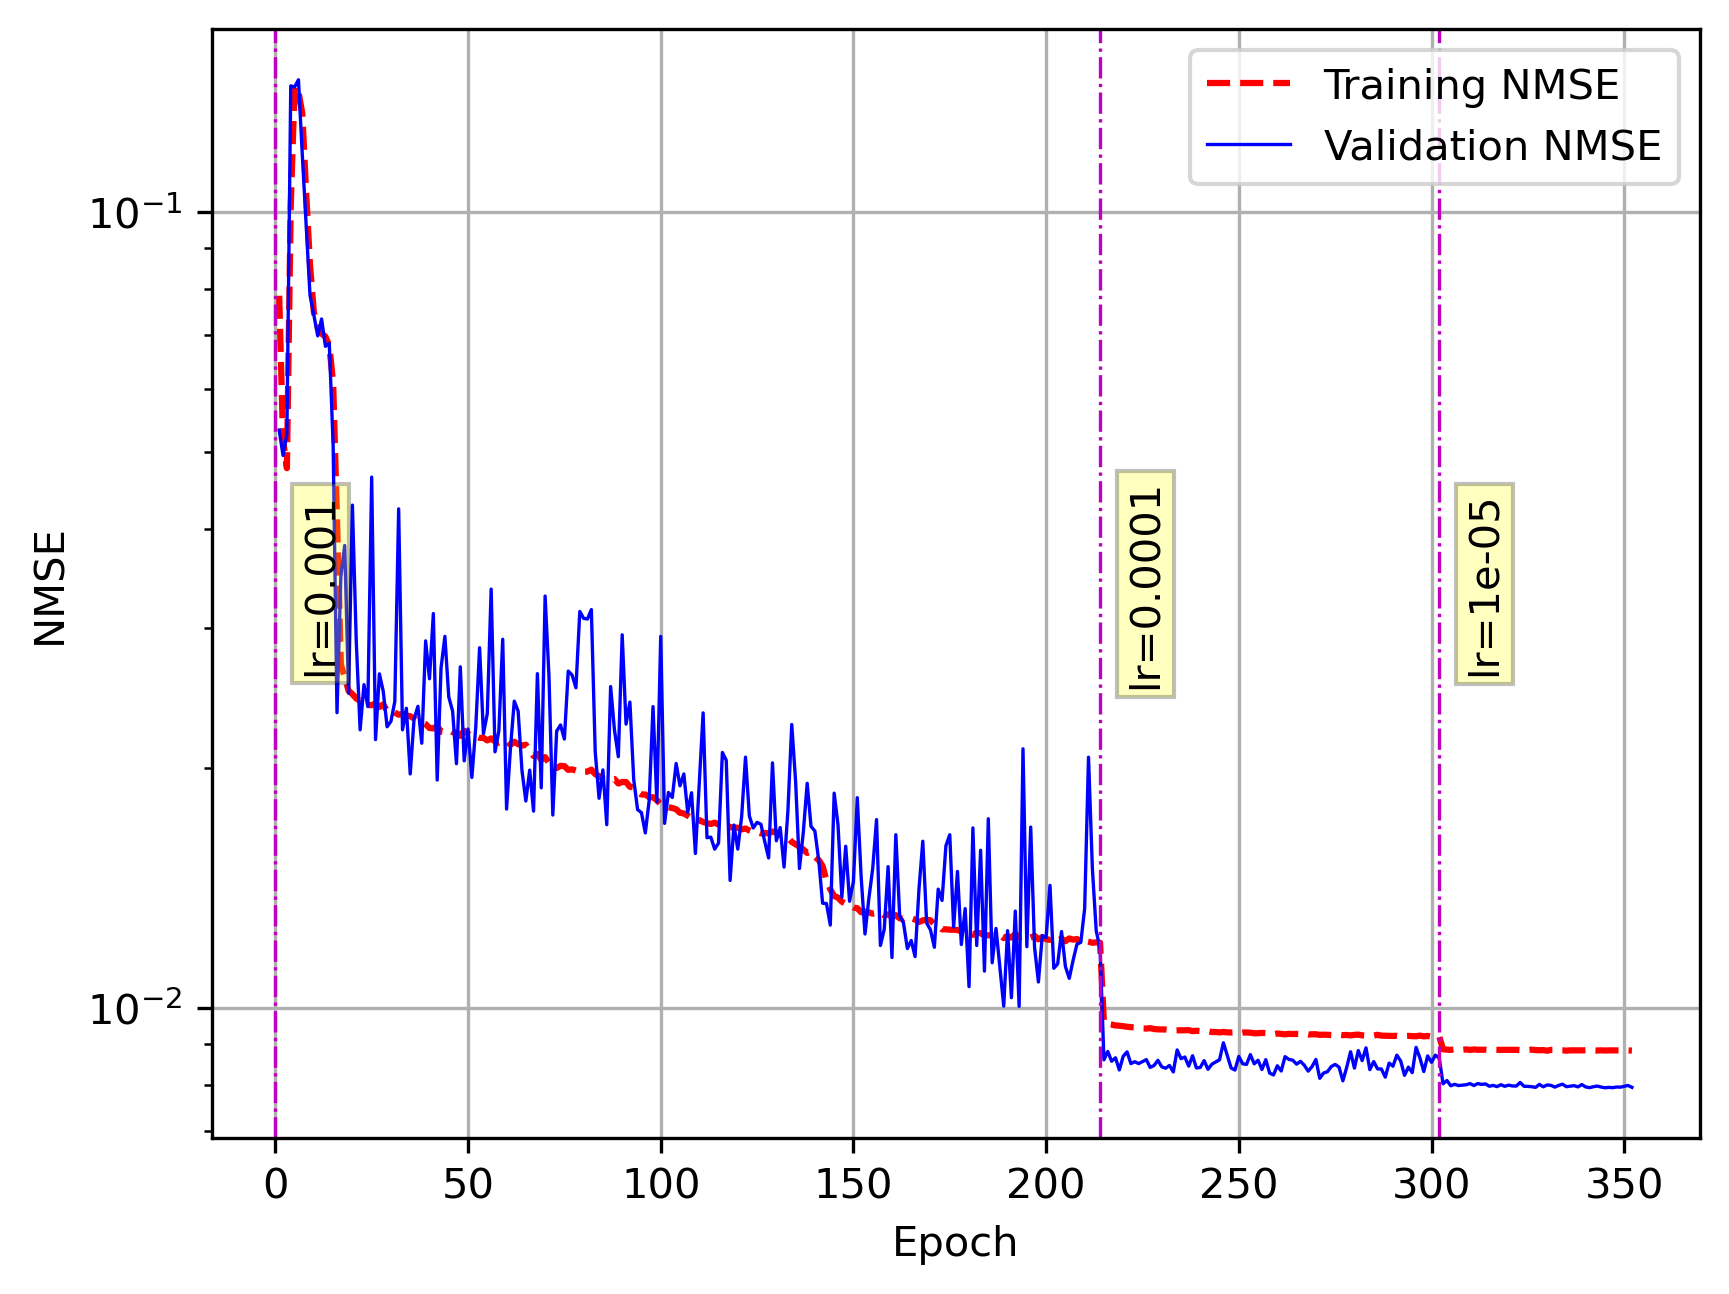 Training NMSE
Validation NMSE
10⁻¹
10⁻²
NMSE
lr=0.001
lr=0.0001
lr=1e-05
0 50 100 150 200 250 300 350
Epoch